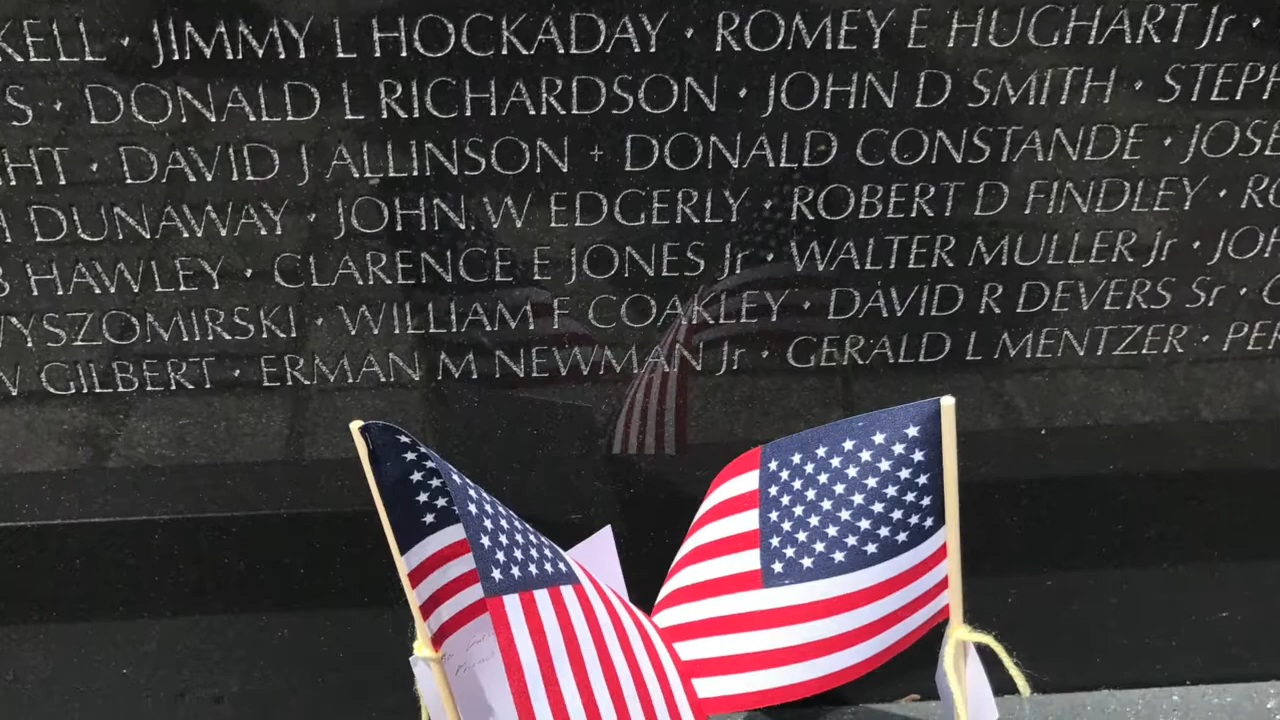 KELL · JIMMY L HOCKADAY · ROMEY E HUGHART Jr ·
S · DONALD L RICHARDSON · JOHN D SMITH · STEPH
HT · DAVID J ALLINSON + DONALD CONSTANDE · JOSE
DUNAWAY · JOHN W EDGERLY · ROBERT D FINDLEY · RO
B HAWLEY · CLARENCE E JONES Jr · WALTER MULLER Jr · JOH
WYSZOMIRSKI · WILLIAM F COAKLEY · DAVID R DEVERS Sr ·
W GILBERT · ERMAN M NEWMAN Jr · GERALD L MENTZER · PER